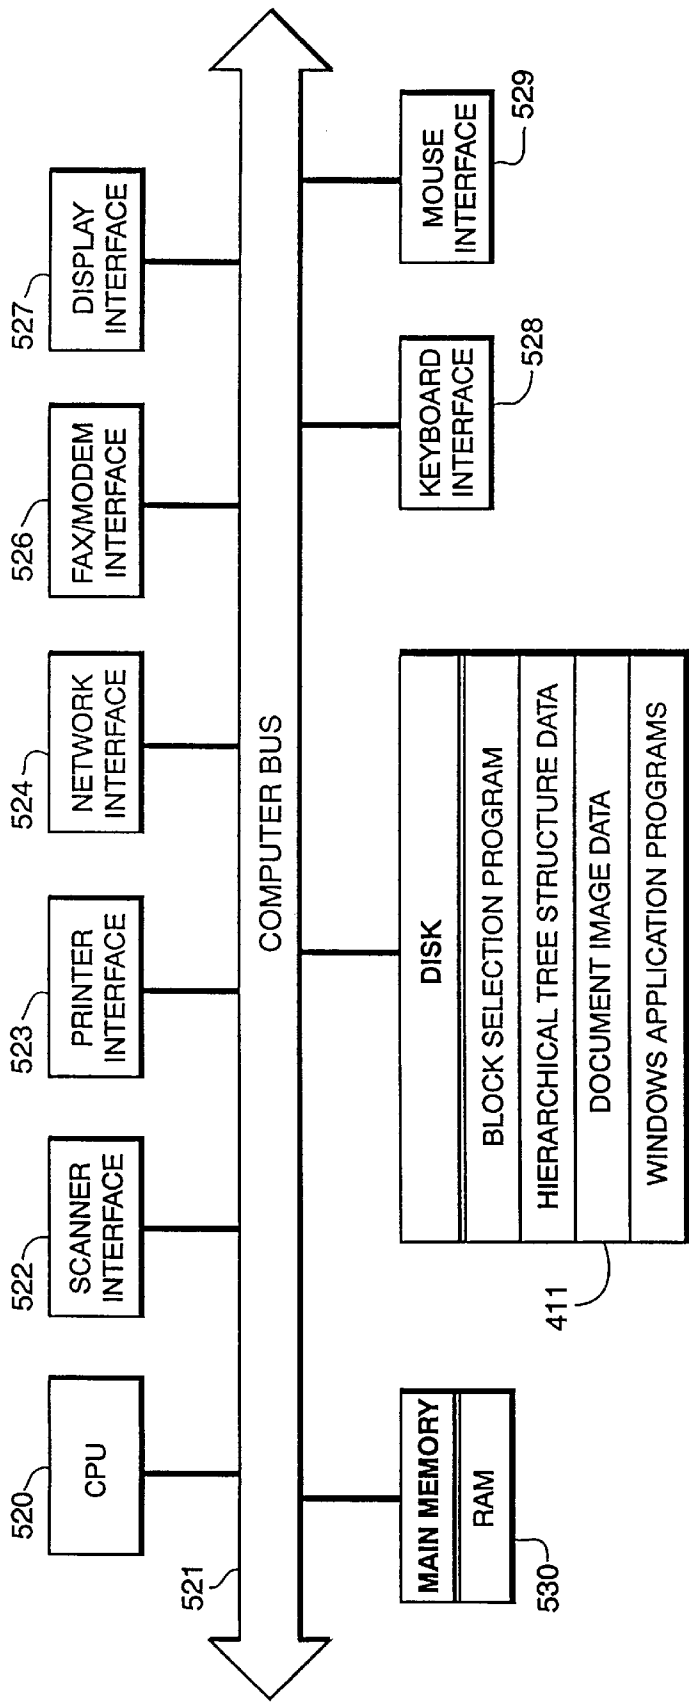 520
CPU
522
SCANNER
INTERFACE
523
PRINTER
INTERFACE
524
NETWORK
INTERFACE
526
FAX/MODEM
INTERFACE
527
DISPLAY
INTERFACE
521
COMPUTER BUS
MAIN MEMORY
RAM
530
DISK
BLOCK SELECTION PROGRAM
HIERARCHICAL TREE STRUCTURE DATA
DOCUMENT IMAGE DATA
WINDOWS APPLICATION PROGRAMS
411
KEYBOARD
INTERFACE
528
MOUSE
INTERFACE
529